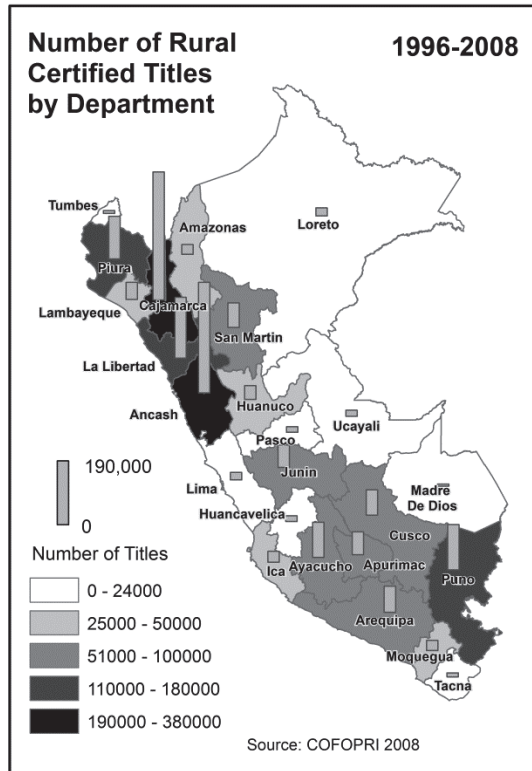 Number of Rural
Certified Titles
by Department
1996-2008
Tumbes
Amazonas
Loreto
Piura
Lambayeque
Cajamarca
San Martin
La Libertad
Ancash
Huanuco
Ucayali
Pasco
Junin
Lima
Madre
De Dios
Huancavelica
Cusco
Ica
Ayacucho
Apurimac
Puno
Arequipa
Moquegua
Tacna
190,000
0
Number of Titles
0 - 24000
25000 - 50000
51000 - 100000
110000 - 180000
190000 - 380000
Source: COFOPRI 2008